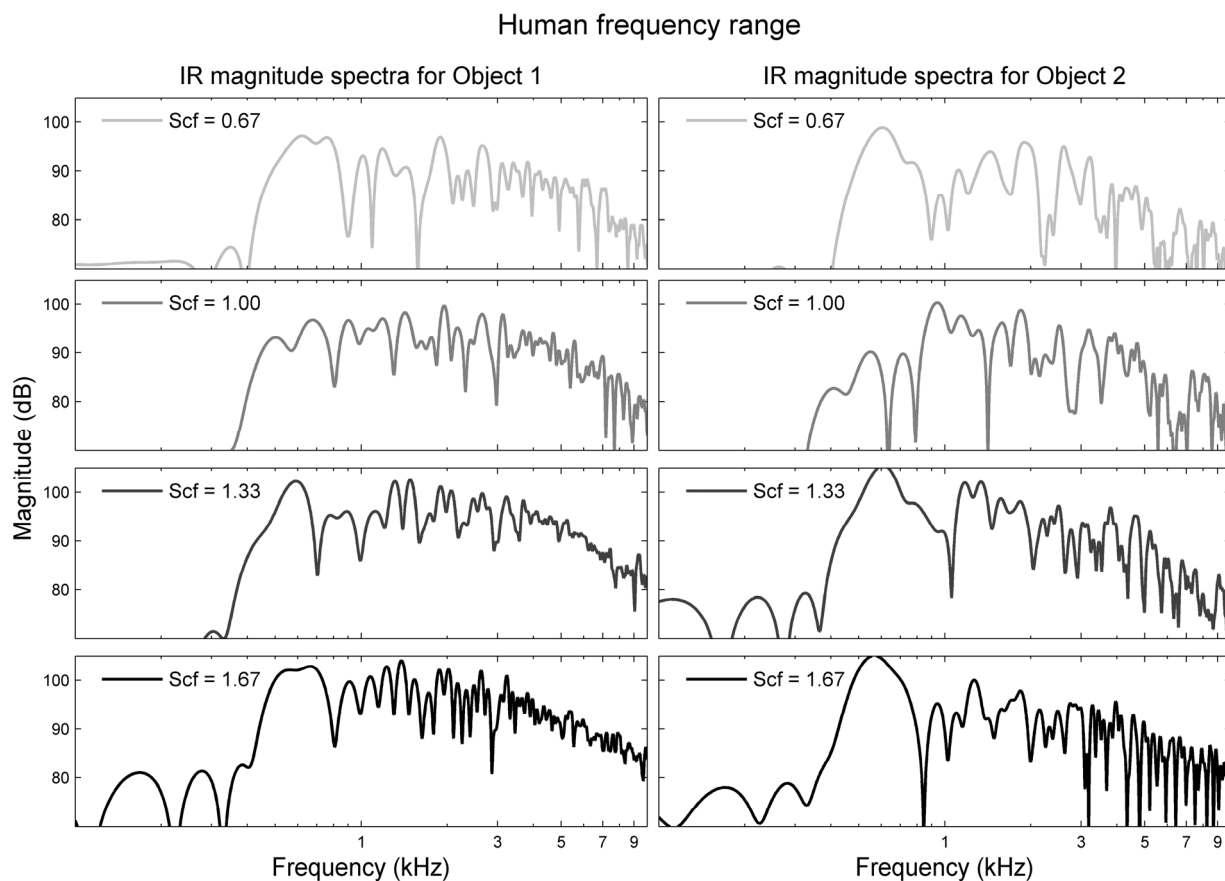 Human frequency range
IR magnitude spectra for Object 1
IR magnitude spectra for Object 2
Magnitude (dB)
100
90
80
Scf = 0.67
Scf = 0.67
100
90
80
Scf = 1.00
Scf = 1.00
100
90
80
Scf = 1.33
Scf = 1.33
100
90
80
Scf = 1.67
Scf = 1.67
1 3 5 7 9
1 3 5 7 9
Frequency (kHz)
Frequency (kHz)